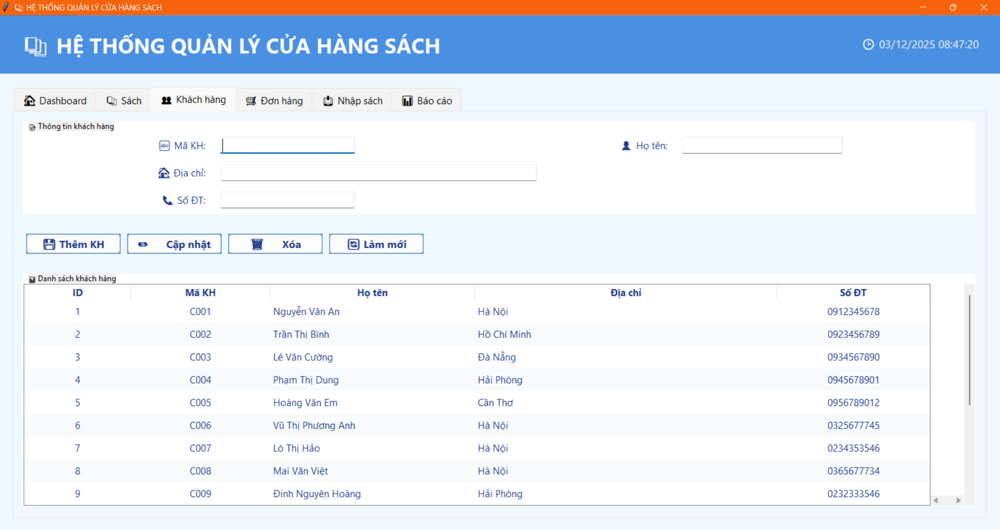 HỆ THỐNG QUẢN LÝ CỬA HÀNG SÁCH
HỆ THỐNG QUẢN LÝ CỬA HÀNG SÁCH
03/12/2025 08:47:20
Dashboard Sách Khách hàng Đơn hàng Nhập sách Báo cáo
Thông tin khách hàng
abc Mã KH: Họ tên:
Địa chỉ:
Số ĐT:
Thêm KH Cập nhật Xóa Làm mới
Danh sách khách hàng
ID Mã KH Họ tên Địa chỉ Số ĐT
1 C001 Nguyễn Văn An Hà Nội 0912345678
2 C002 Trần Thị Bình Hồ Chí Minh 0923456789
3 C003 Lê Văn Cường Đà Nẵng 0934567890
4 C004 Phạm Thị Dung Hải Phòng 0945678901
5 C005 Hoàng Văn Em Cần Thơ 0956789012
6 C006 Vũ Thị Phương Anh Hà Nội 0325677745
7 C007 Lò Thị Hảo Hà Nội 0234353546
8 C008 Mai Văn Việt Hà Nội 0365677734
9 C009 Đinh Nguyên Hoàng Hải Phòng 0232333546